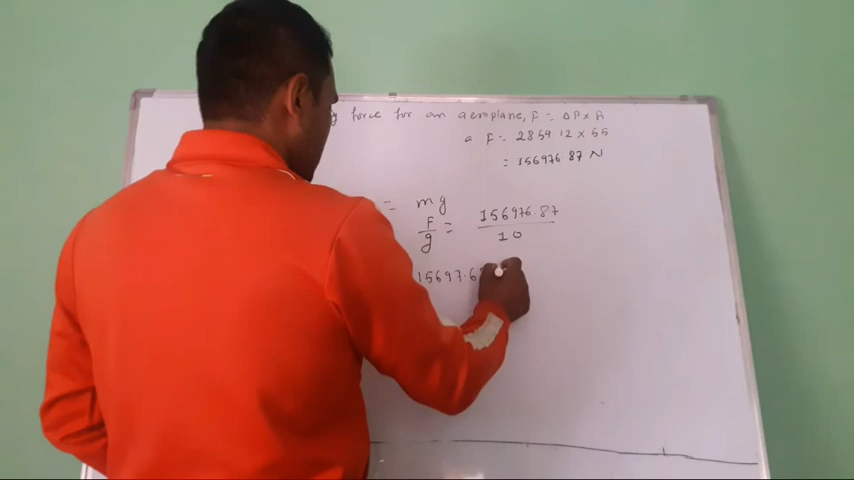 force for an aeroplane, F = ΔP × A
F = 2854.12 × 55
= 156976.87 N
= mg
F/g = 156976.87/10
15697.6